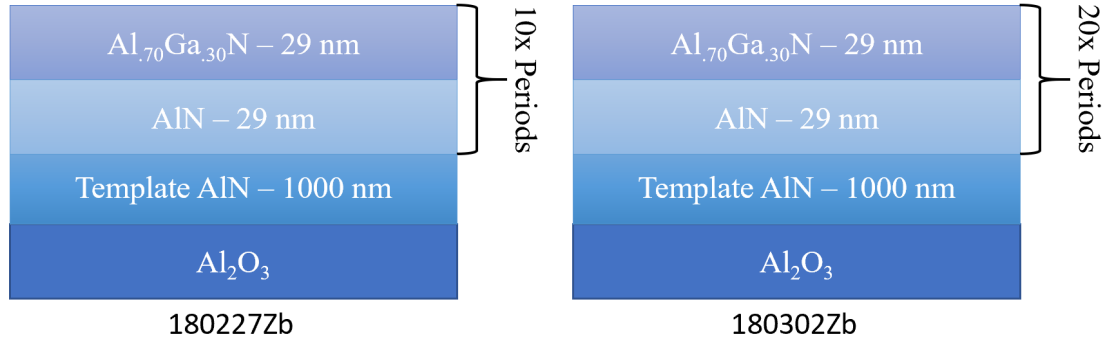 Al.70Ga.30N – 29 nm
AlN – 29 nm
Template AlN – 1000 nm
Al2O3
10x Periods
180227Zb
Al.70Ga.30N – 29 nm
AlN – 29 nm
Template AlN – 1000 nm
Al2O3
20x Periods
180302Zb